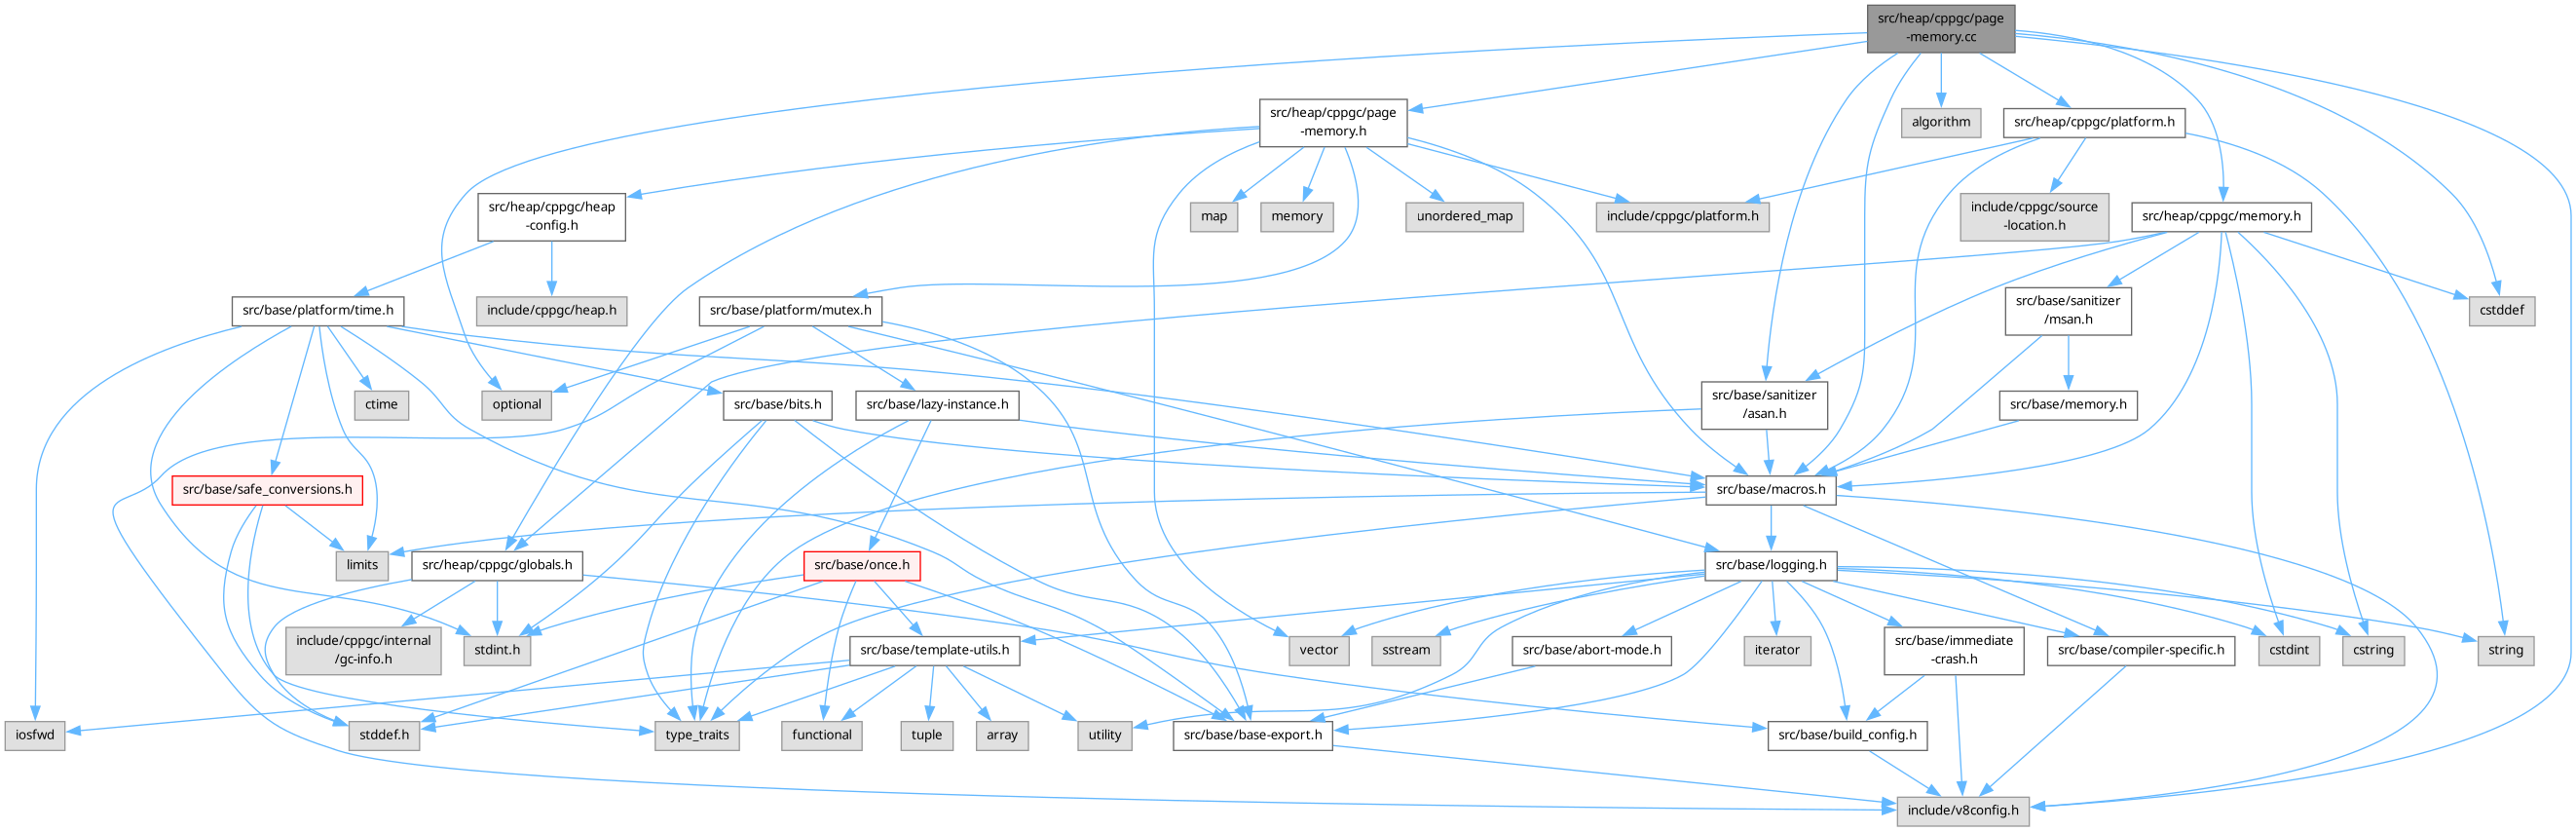 src/heap/cppgc/page
-memory.cc
src/heap/cppgc/page
-memory.h
algorithm
src/heap/cppgc/platform.h
src/heap/cppgc/heap
-config.h
map
memory
unordered_map
include/cppgc/platform.h
include/cppgc/source
-location.h
src/heap/cppgc/memory.h
src/base/platform/time.h
include/cppgc/heap.h
src/base/platform/mutex.h
src/base/sanitizer
/msan.h
cstddef
ctime
optional
src/base/bits.h
src/base/lazy-instance.h
src/base/sanitizer
/asan.h
src/base/memory.h
src/base/safe_conversions.h
src/base/macros.h
limits
src/heap/cppgc/globals.h
src/base/once.h
src/base/logging.h
include/cppgc/internal
/gc-info.h
stdint.h
src/base/template-utils.h
vector
sstream
src/base/abort-mode.h
iterator
src/base/immediate
-crash.h
src/base/compiler-specific.h
cstdint
cstring
string
iosfwd
stddef.h
type_traits
functional
tuple
array
utility
src/base/base-export.h
src/base/build_config.h
include/v8config.h